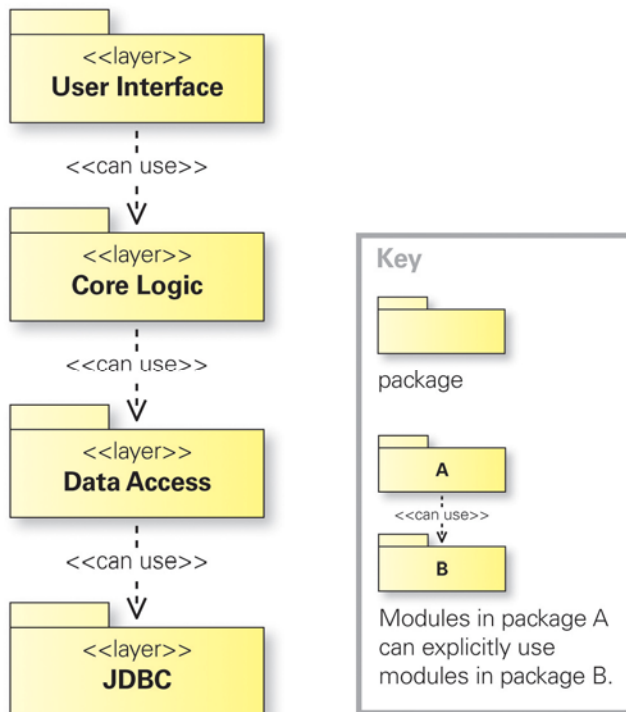 <<layer>>
User Interface
<<can use>>
<<layer>>
Core Logic
<<can use>>
<<layer>>
Data Access
<<can use>>
<<layer>>
JDBC
Key
package
A
<<can use>>
B
Modules in package A
can explicitly use
modules in package B.